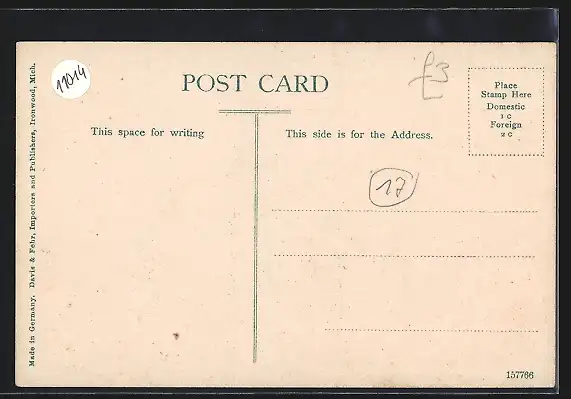 11014
POST CARD
£3
Place
Stamp Here
Domestic
1 C
Foreign
2 C
This space for writing
This side is for the Address.
17
Made in Germany. Davis & Fehr, Importers and Publishers, Ironwood, Mich.
157766